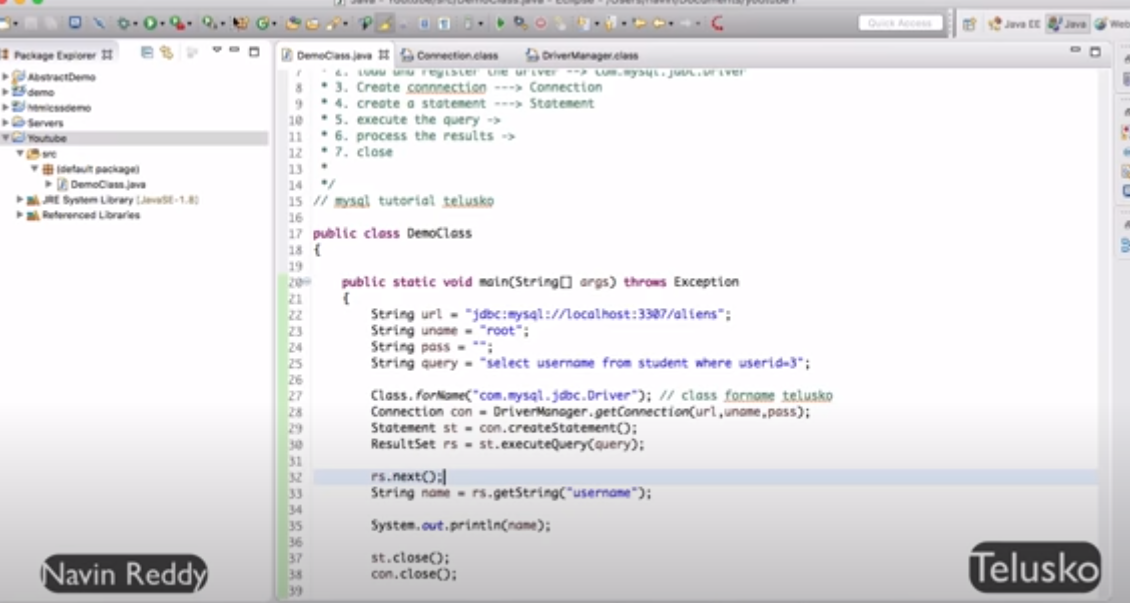 Java - Youtube/src/DemoClass.java - Eclipse - /Users/navin/Documents/youtube1
Quick Access
Java EE
Java
Web
Package Explorer
AbstractDemo
demo
htmlcssdemo
Servers
Youtube
src
(default package)
DemoClass.java
JRE System Library [JavaSE-1.8]
Referenced Libraries
DemoClass.java
Connection.class
DriverManager.class
7 * 2. load and register the driver --> com.mysql.jdbc.Driver
8 * 3. Create connnection ---> Connection
9 * 4. create a statement ---> Statement
10 * 5. execute the query ->
11 * 6. process the results ->
12 * 7. close
13 *
14 */
15 // mysql tutorial telusko
16
17 public class DemoClass
18 {
19
20 public static void main(String[] args) throws Exception
21 {
22 String url = "jdbc:mysql://localhost:3307/aliens";
23 String uname = "root";
24 String pass = "";
25 String query = "select username from student where userid=3";
26
27 Class.forName("com.mysql.jdbc.Driver"); // class forname telusko
28 Connection con = DriverManager.getConnection(url,uname,pass);
29 Statement st = con.createStatement();
30 ResultSet rs = st.executeQuery(query);
31
32 rs.next();
33 String name = rs.getString("username");
34
35 System.out.println(name);
36
37 st.close();
38 con.close();
39
Navin Reddy
Telusko